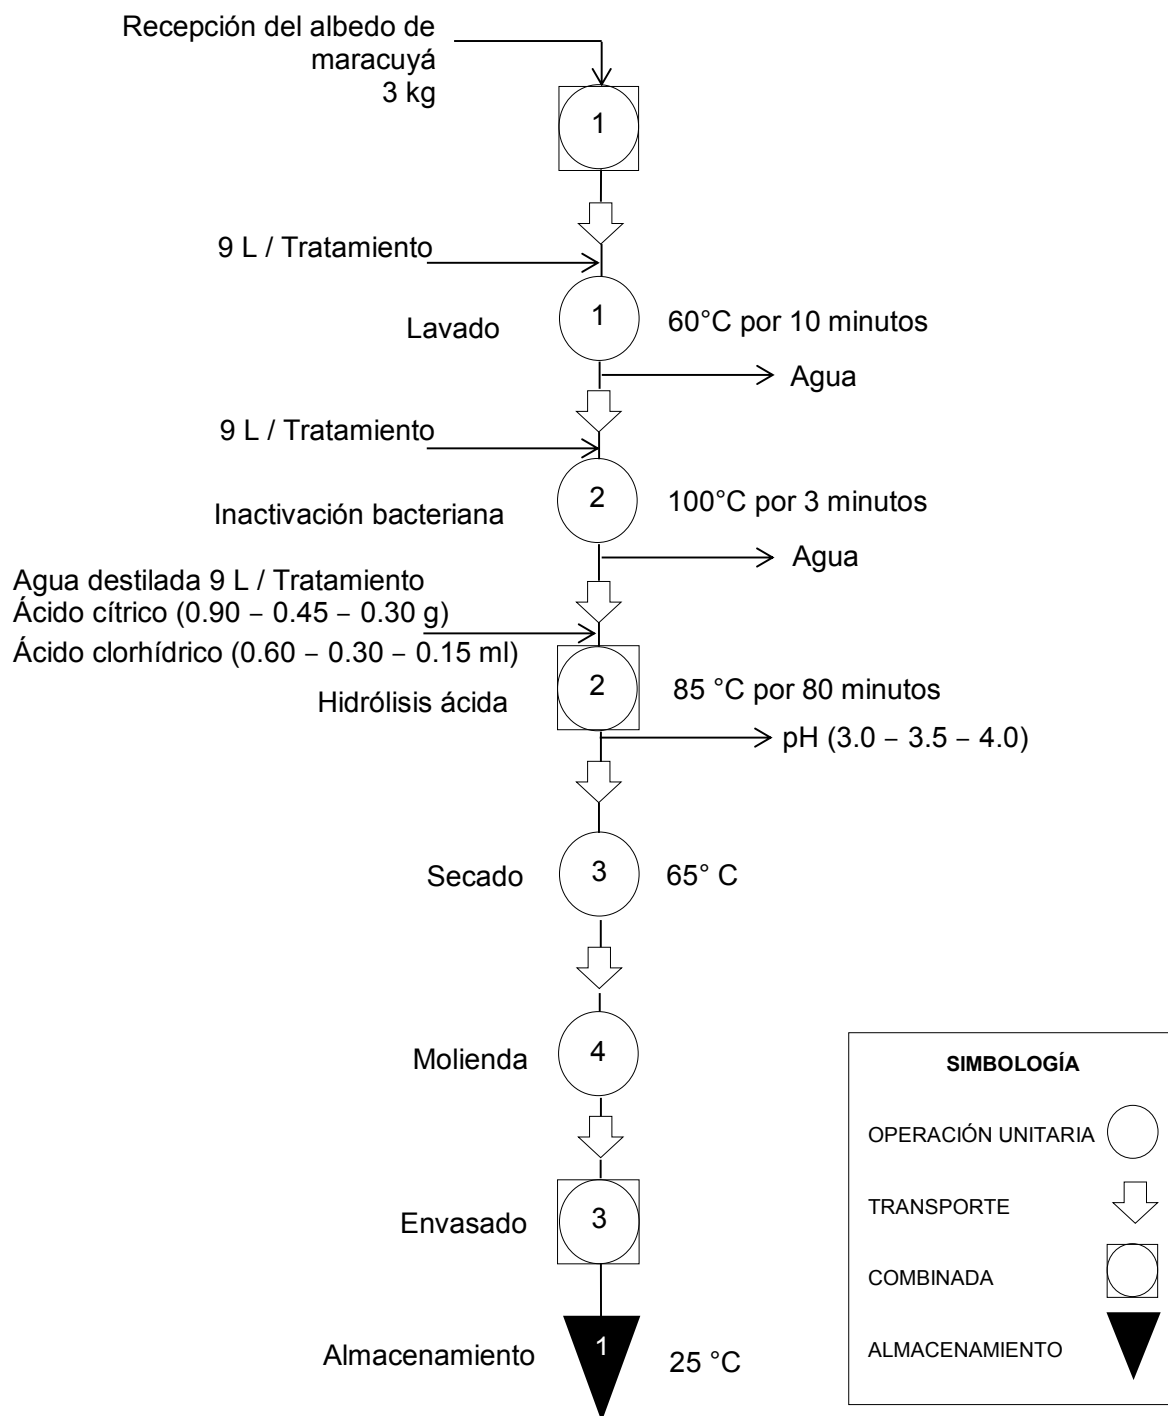 Recepción del albedo de
maracuyá
3 kg
1
9 L / Tratamiento
1
Lavado
60°C por 10 minutos
Agua
9 L / Tratamiento
2
Inactivación bacteriana
100°C por 3 minutos
Agua
Agua destilada 9 L / Tratamiento
Ácido cítrico (0.90 – 0.45 – 0.30 g)
Ácido clorhídrico (0.60 – 0.30 – 0.15 ml)
2
Hidrólisis ácida
85 °C por 80 minutos
pH (3.0 – 3.5 – 4.0)
Secado
3
65° C
Molienda
4
Envasado
3
Almacenamiento
1
25 °C
SIMBOLOGÍA
OPERACIÓN UNITARIA
TRANSPORTE
COMBINADA
ALMACENAMIENTO